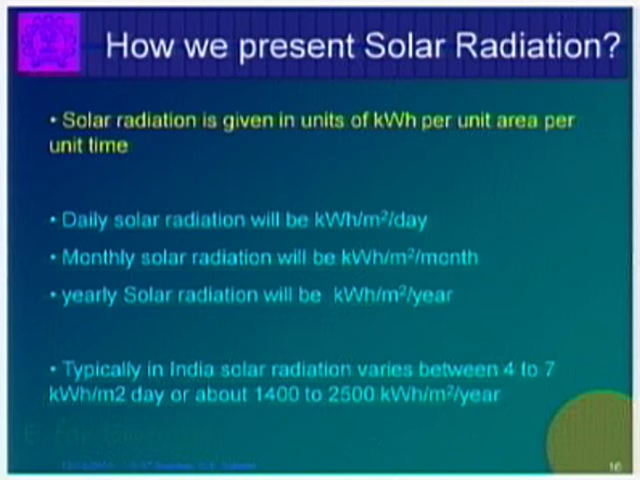 How we present Solar Radiation?
• Solar radiation is given in units of kWh per unit area per
unit time
• Daily solar radiation will be kWh/m²/day
• Monthly solar radiation will be kWh/m²/month
• yearly Solar radiation will be kWh/m²/year
• Typically in India solar radiation varies between 4 to 7
kWh/m2 day or about 1400 to 2500 kWh/m²/year
16